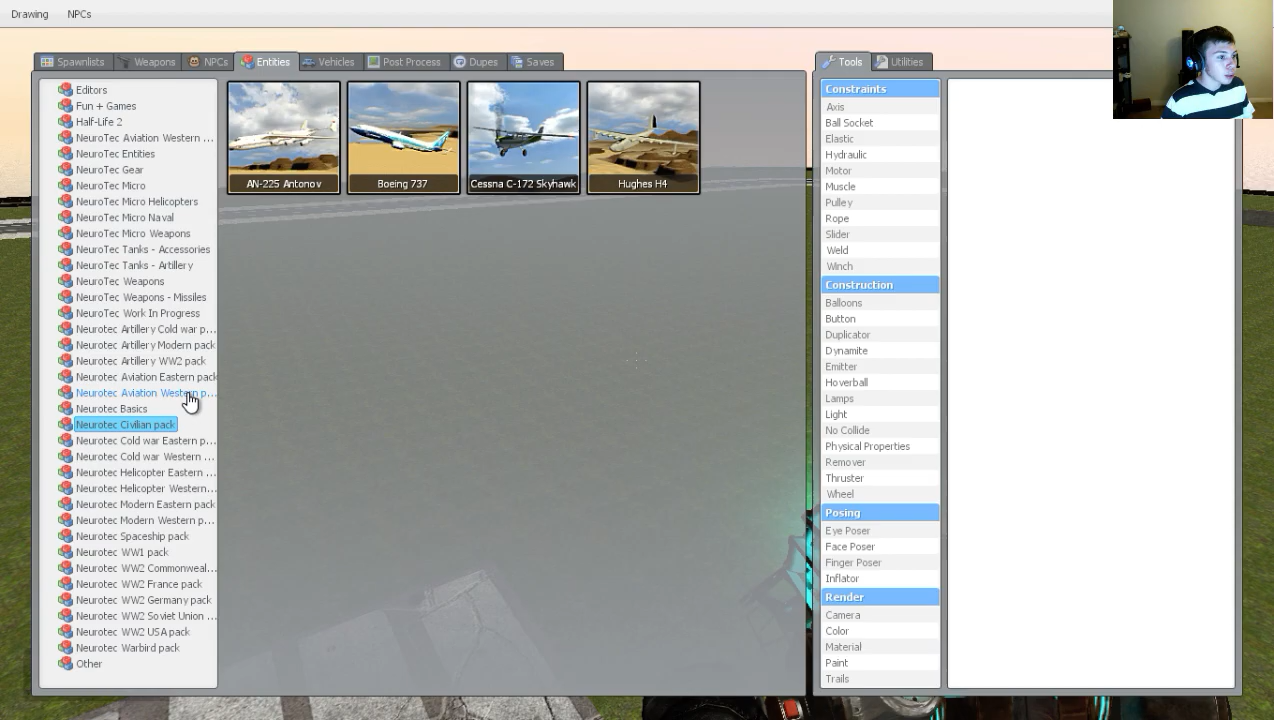 Drawing NPCs
Spawnlists Weapons NPCs Entities Vehicles Post Process Dupes Saves
Tools Utilities
Editors
Fun + Games
Half-Life 2
NeuroTec Aviation Western ...
NeuroTec Entities
NeuroTec Gear
NeuroTec Micro
NeuroTec Micro Helicopters
NeuroTec Micro Naval
NeuroTec Micro Weapons
NeuroTec Tanks - Accessories
NeuroTec Tanks - Artillery
NeuroTec Weapons
NeuroTec Weapons - Missiles
NeuroTec Work In Progress
Neurotec Artillery Cold war p...
Neurotec Artillery Modern pack
Neurotec Artillery WW2 pack
Neurotec Aviation Eastern pack
Neurotec Aviation Western p...
Neurotec Basics
Neurotec Civilian pack
Neurotec Cold war Eastern p...
Neurotec Cold war Western ...
Neurotec Helicopter Eastern ...
Neurotec Helicopter Western...
Neurotec Modern Eastern pack
Neurotec Modern Western p...
Neurotec Spaceship pack
Neurotec WW1 pack
Neurotec WW2 Commonweal...
Neurotec WW2 France pack
Neurotec WW2 Germany pack
Neurotec WW2 Soviet Union ...
Neurotec WW2 USA pack
Neurotec Warbird pack
Other
AN-225 Antonov
Boeing 737
Cessna C-172 Skyhawk
Hughes H4
Constraints
Axis
Ball Socket
Elastic
Hydraulic
Motor
Muscle
Pulley
Rope
Slider
Weld
Winch
Construction
Balloons
Button
Duplicator
Dynamite
Emitter
Hoverball
Lamps
Light
No Collide
Physical Properties
Remover
Thruster
Wheel
Posing
Eye Poser
Face Poser
Finger Poser
Inflator
Render
Camera
Color
Material
Paint
Trails